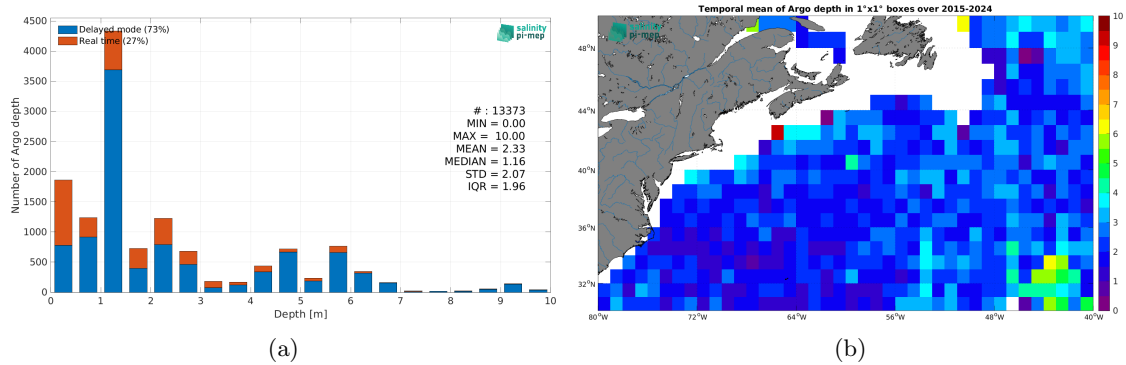 4500
4000
3500
3000
2500
2000
1500
1000
500
0
Number of Argo depth
Delayed mode (73%)
Real time (27%)
salinity
pi-mep
# : 13373
MIN = 0.00
MAX = 10.00
MEAN = 2.33
MEDIAN = 1.16
STD = 2.07
IQR = 1.96
0 1 2 3 4 5 6 7 8 9 10
Depth [m]
(a)
Temporal mean of Argo depth in 1°x1° boxes over 2015-2024
salinity
pi-mep
48°N
44°N
40°N
36°N
32°N
80°W 72°W 64°W 56°W 48°W 40°W
10
9
8
7
6
5
4
3
2
1
0
(b)